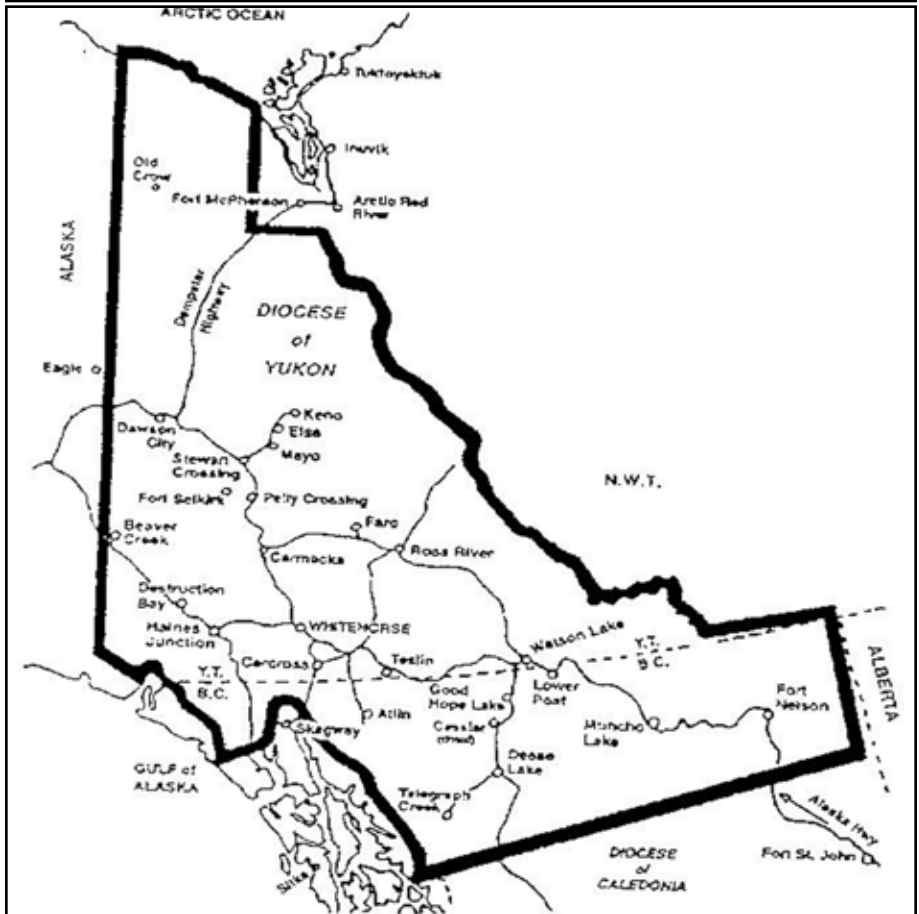 ARCTIC OCEAN
Tuktoyaktuk
Inuvik
Old
Crow
Fort McPherson
Arctic Red
River
ALASKA
Dempster
Highway
DIOCESE
of
YUKON
Eagle
Keno
Elsa
Mayo
Dawson
City
Stewart
Crossing
N.W.T.
Fort Selkirk
Pelly Crossing
Beaver
Creek
Faro
Ross River
Carmacks
Destruction
Bay
Haines
Junction
WHITEHORSE
Watson Lake
Y.T.
B.C.
ALBERTA
Carcross
Teslin
Y.T.
B.C.
Good
Hope Lake
Lower
Post
Fort
Nelson
Atlin
Cassiar
(closed)
Muncho
Lake
Skagway
Dease
Lake
GULF of
ALASKA
Telegraph
Creek
Alaska Hwy
Sitka
DIOCESE
of
CALEDONIA
Fort St. John